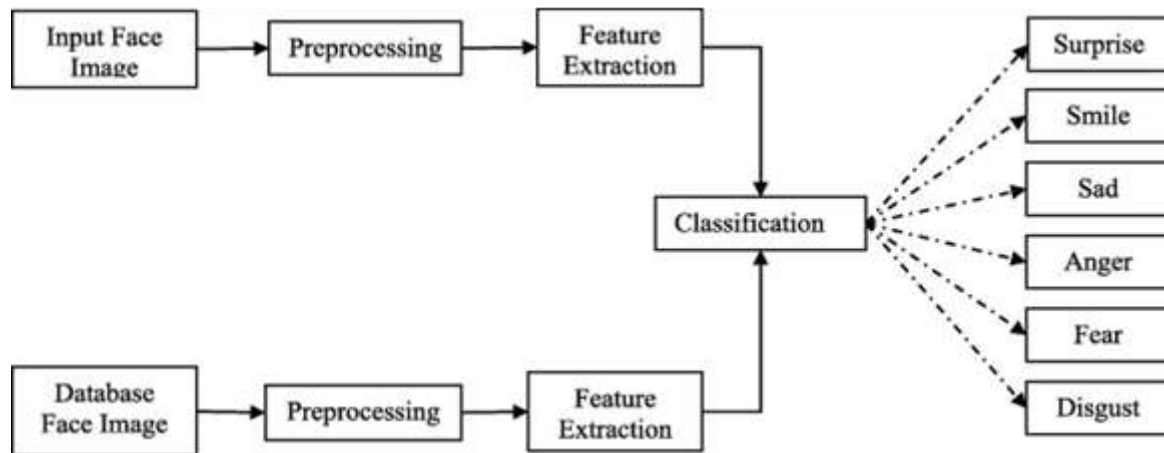 Input Face
Image
Preprocessing
Feature
Extraction
Surprise
Smile
Sad
Classification
Anger
Fear
Database
Face Image
Preprocessing
Feature
Extraction
Disgust